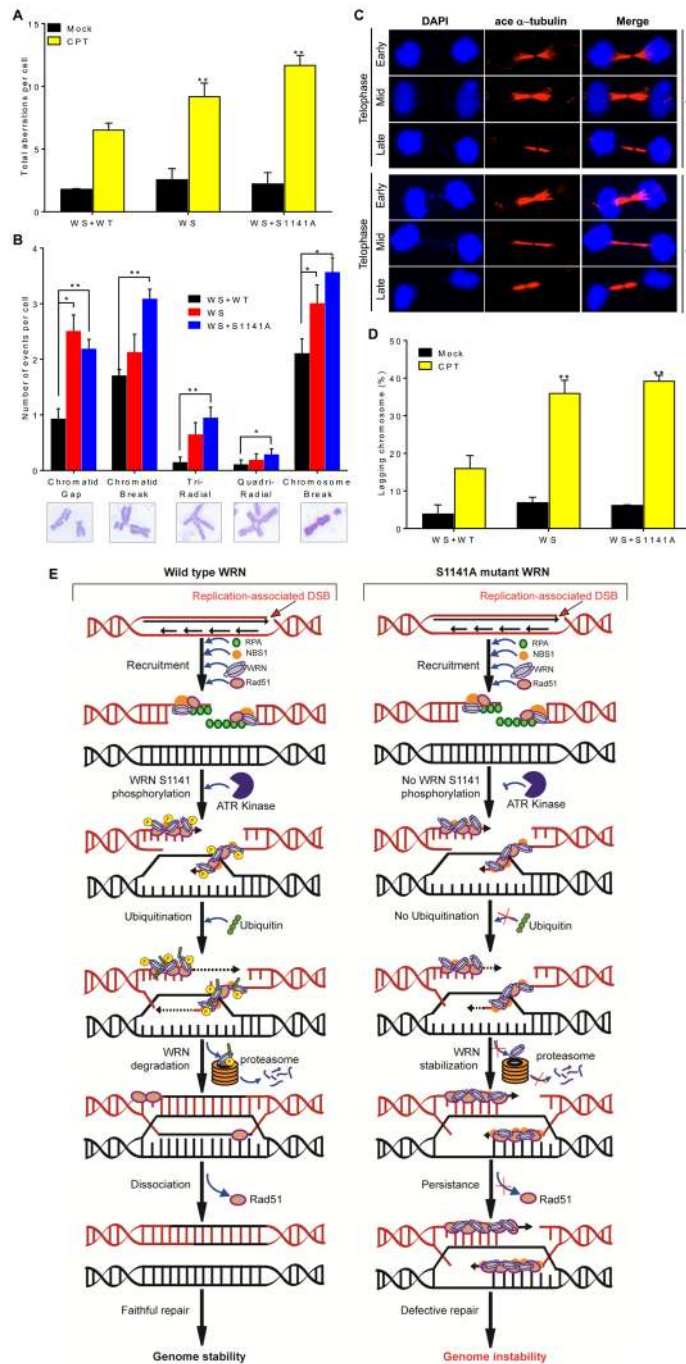 A
Mock
CPT
Total aberrations per cell
15
10
5
0
**
**
WS+WT
WS
WS+S1141A
B
Number of events per cell
4
3
2
1
0
*
**
**
**
*
*
*
WS+WT
WS
WS+S1141A
Chromatid
Gap
Chromatid
Break
Tri-
Radial
Quadri-
Radial
Chromosome
Break
C
DAPI
ace α-tubulin
Merge
Telophase
Early
Mid
Late
Telophase
Early
Mid
Late
D
Mock
CPT
Lagging chromosome (%)
50
40
30
20
10
0
**
**
WS+WT
WS
WS+S1141A
E
Wild type WRN
Replication-associated DSB
Recruitment
RPA
NBS1
WRN
Rad51
WRN S1141
phosphorylation
ATR Kinase
Ubiquitination
Ubiquitin
WRN
degradation
proteasome
Dissociation
Rad51
Faithful repair
Genome stability
S1141A mutant WRN
Replication-associated DSB
Recruitment
RPA
NBS1
WRN
Rad51
No WRN S1141
phosphorylation
ATR Kinase
No Ubiquitination
Ubiquitin
WRN
stabilization
proteasome
Persistance
Rad51
Defective repair
Genome instability